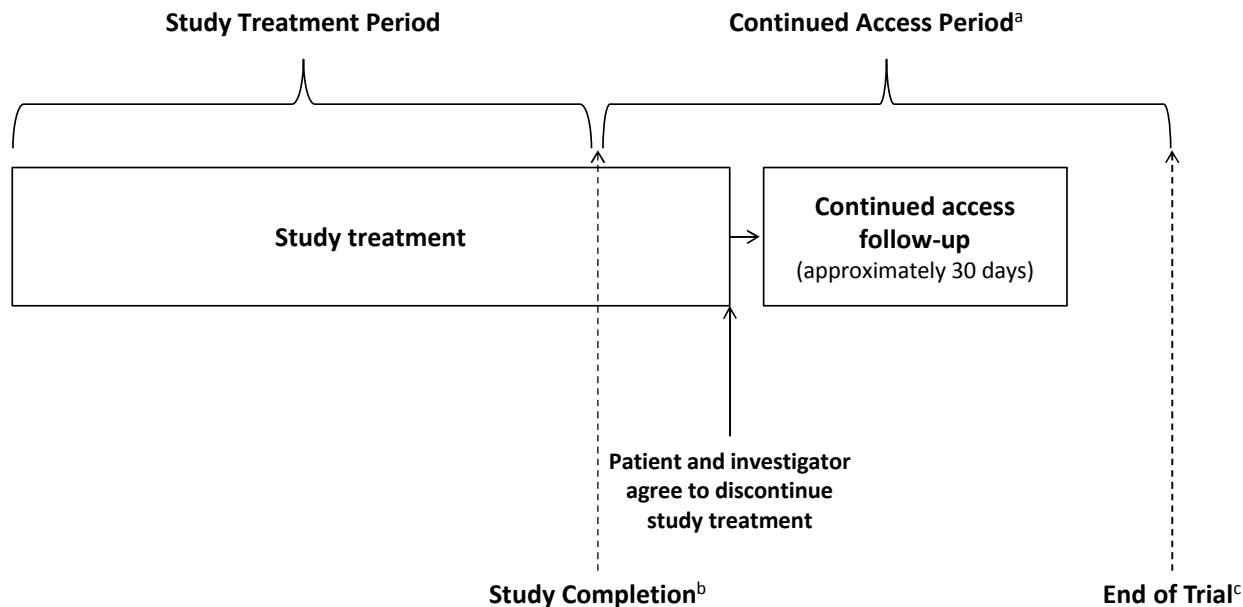 Study Treatment Period
Continued Access Periodᵃ
Study treatment
Continued access
follow-up
(approximately 30 days)
Patient and investigator
agree to discontinue
study treatment
Study Completionᵇ
End of Trialᶜ